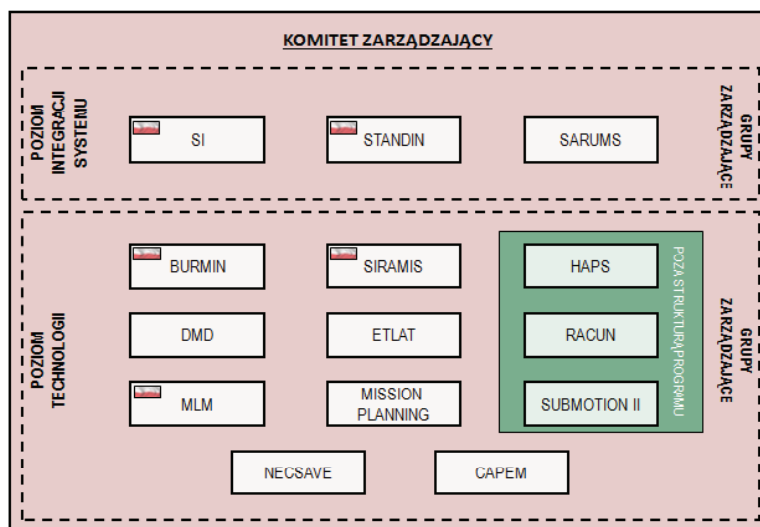 KOMITET ZARZĄDZAJĄCY
POZIOM
INTEGRACJI
SYSTEMU
SI
STANDIN
SARUMS
GRUPY
ZARZĄDZAJĄCE
POZIOM
TECHNOLOGII
BURMIN
SIRAMIS
HAPS
DMD
ETLAT
RACUN
MLM
MISSION
PLANNING
SUBMOTION II
POZA STRUKTURĄ PROGRAMU
GRUPY
ZARZĄDZAJĄCE
NECSAVE
CAPEM